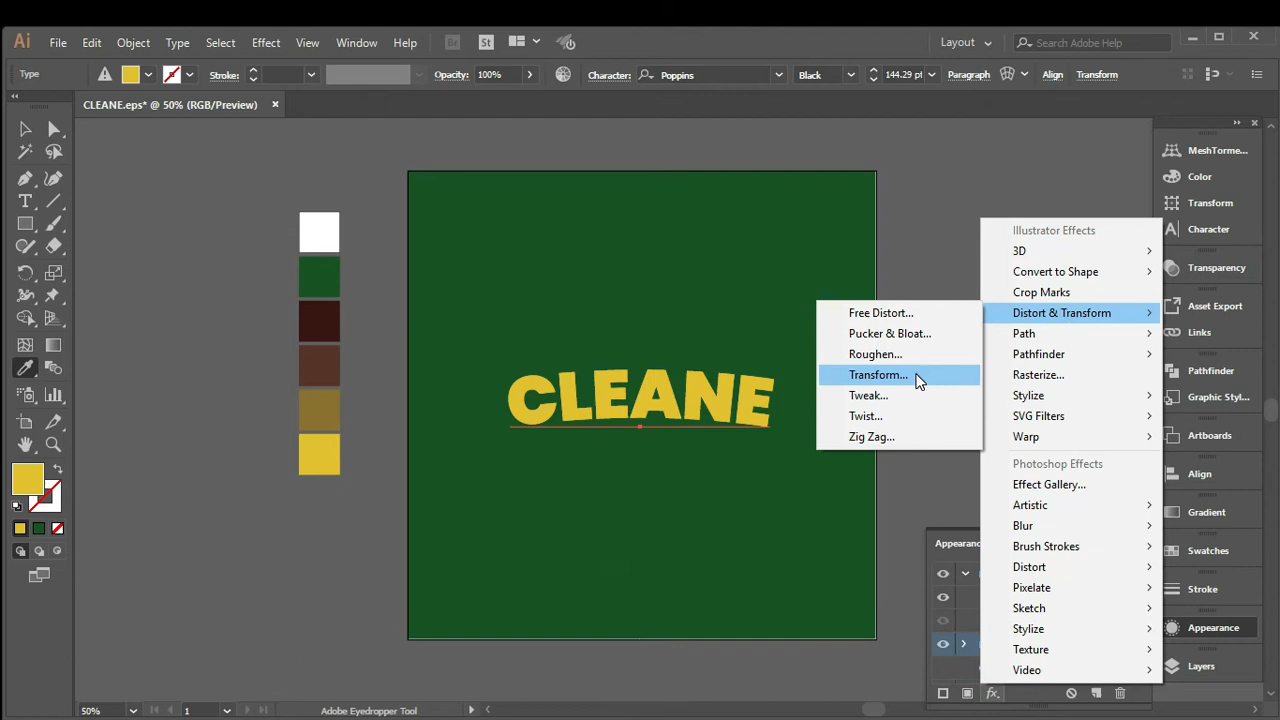 Ai File Edit Object Type Select Effect View Window Help Br St Layout Search Adobe Help
Type Stroke: Opacity: 100% Character: Poppins Black 144.29 pt Paragraph Align Transform
CLEANE.eps* @ 50% (RGB/Preview)
MeshTorme...
Color
Transform
Character
Transparency
Asset Export
Links
Pathfinder
Graphic Styl...
Artboards
Align
Gradient
Swatches
Stroke
Appearance
Layers
Illustrator Effects
3D
Convert to Shape
Crop Marks
Distort & Transform
Path
Pathfinder
Rasterize...
Stylize
SVG Filters
Warp
Photoshop Effects
Effect Gallery...
Artistic
Blur
Brush Strokes
Distort
Pixelate
Sketch
Stylize
Texture
Video
Free Distort...
Pucker & Bloat...
Roughen...
Transform...
Tweak...
Twist...
Zig Zag...
CLEANE
fx.
50% 1 Adobe Eyedropper Tool